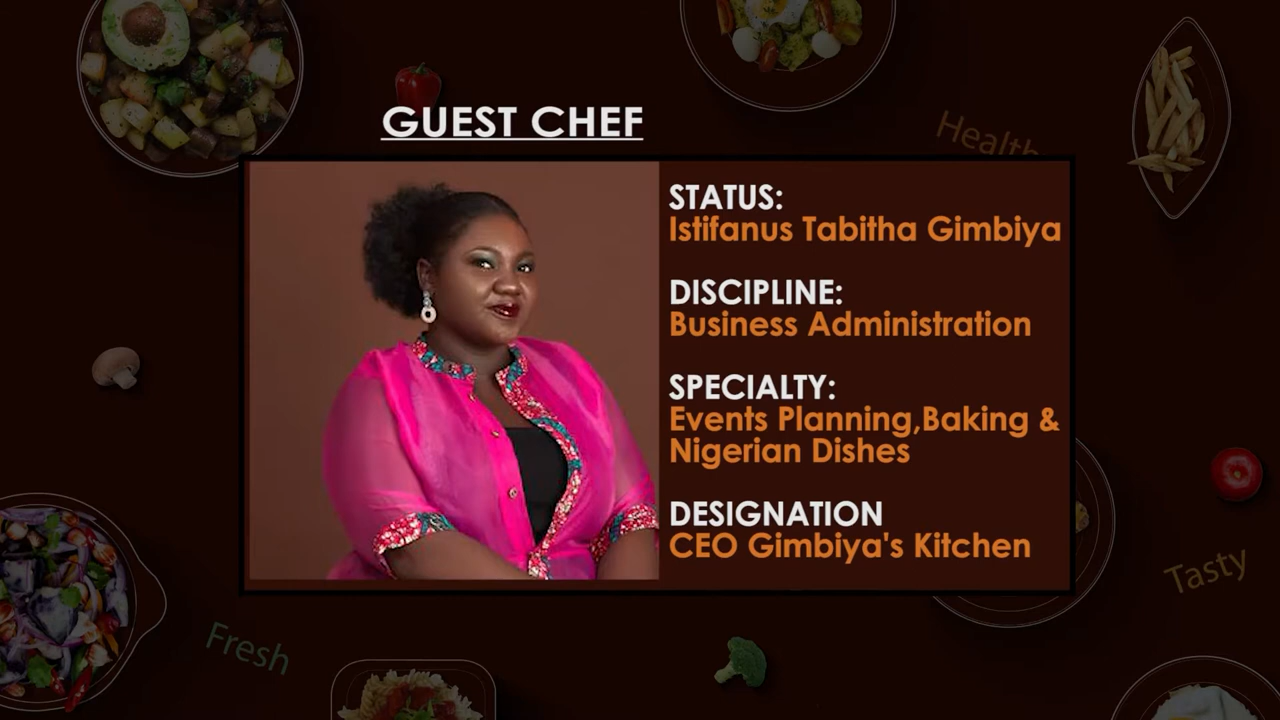 Health
GUEST CHEF
STATUS:
Istifanus Tabitha Gimbiya
DISCIPLINE:
Business Administration
SPECIALTY:
Events Planning,Baking &
Nigerian Dishes
DESIGNATION
CEO Gimbiya's Kitchen
Tasty
Fresh